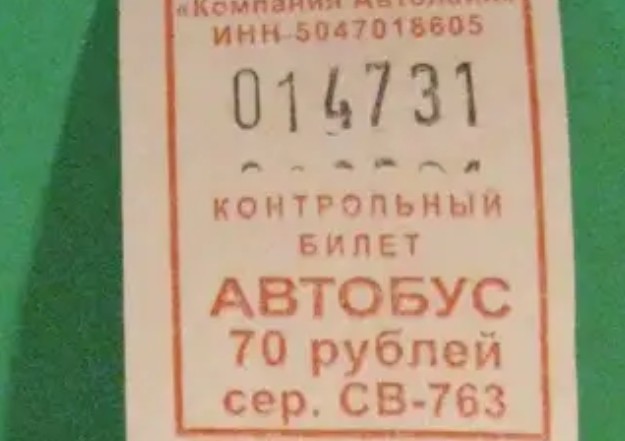 «Компания Автолайн»
ИНН 5047018605
014731
КОНТРОЛЬНЫЙ
БИЛЕТ
АВТОБУС
70 рублей
сер. СВ-763